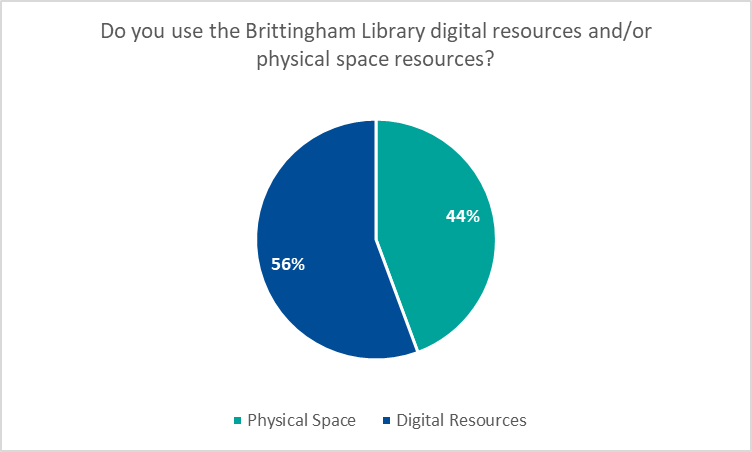 Do you use the Brittingham Library digital resources and/or
physical space resources?
44%
56%
Physical Space
Digital Resources